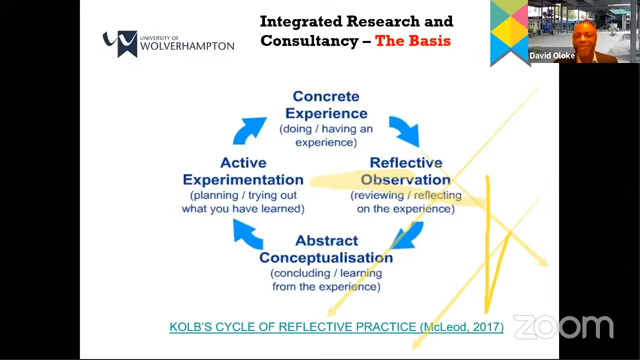 UNIVERSITY OF
WOLVERHAMPTON
Integrated Research and
Consultancy – The Basis
David Oloke
Concrete
Experience
(doing / having an
experience)
Active
Experimentation
(planning / trying out
what you have learned)
Reflective
Observation
(reviewing / reflecting
on the experience)
Abstract
Conceptualisation
(concluding / learning
from the experience)
KOLB'S CYCLE OF REFLECTIVE PRACTICE (McLeod, 2017)
zoom